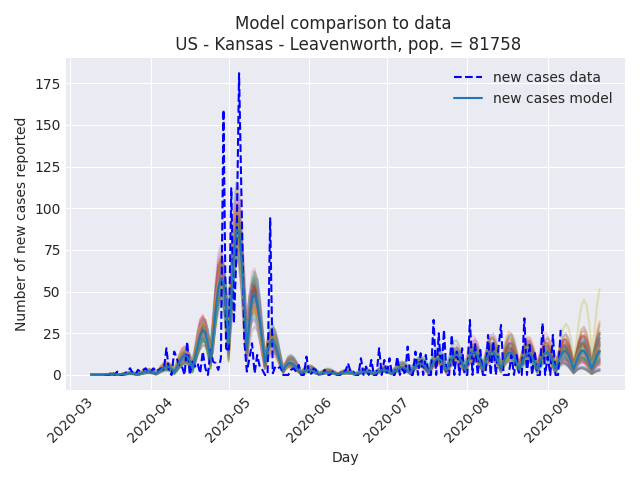 Model comparison to data
US - Kansas - Leavenworth, pop. = 81758
new cases data
new cases model
175
150
125
100
75
50
25
0
Number of new cases reported
2020-03
2020-04
2020-05
2020-06
2020-07
2020-08
2020-09
Day